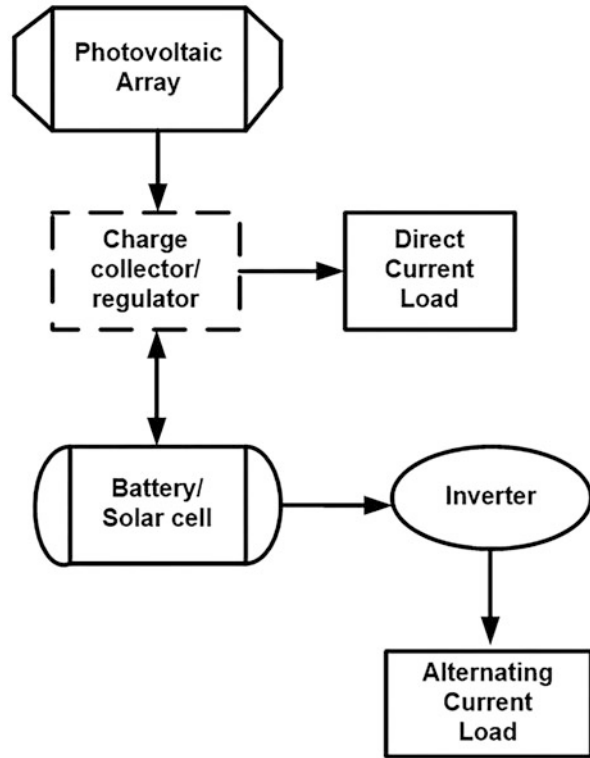 Photovoltaic
Array
Charge
collector/
regulator
Direct
Current
Load
Battery/
Solar cell
Inverter
Alternating
Current
Load